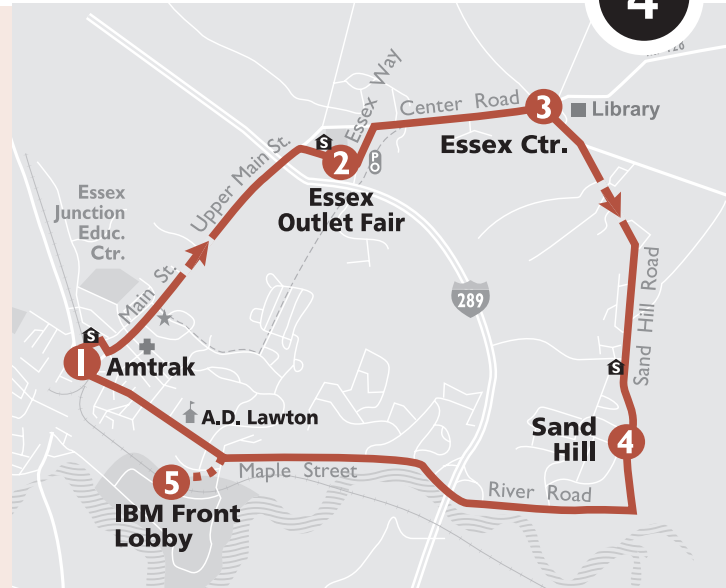 4
Essex Way
Center Road
3
Library
Essex Ctr.
S
2
P
O
Essex
Outlet Fair
Upper Main St.
Essex
Junction
Educ.
Ctr.
Main St.
289
Sand Hill Road
S
1
Amtrak
S
A.D. Lawton
Sand
Hill
4
5
Maple Street
River Road
IBM Front
Lobby